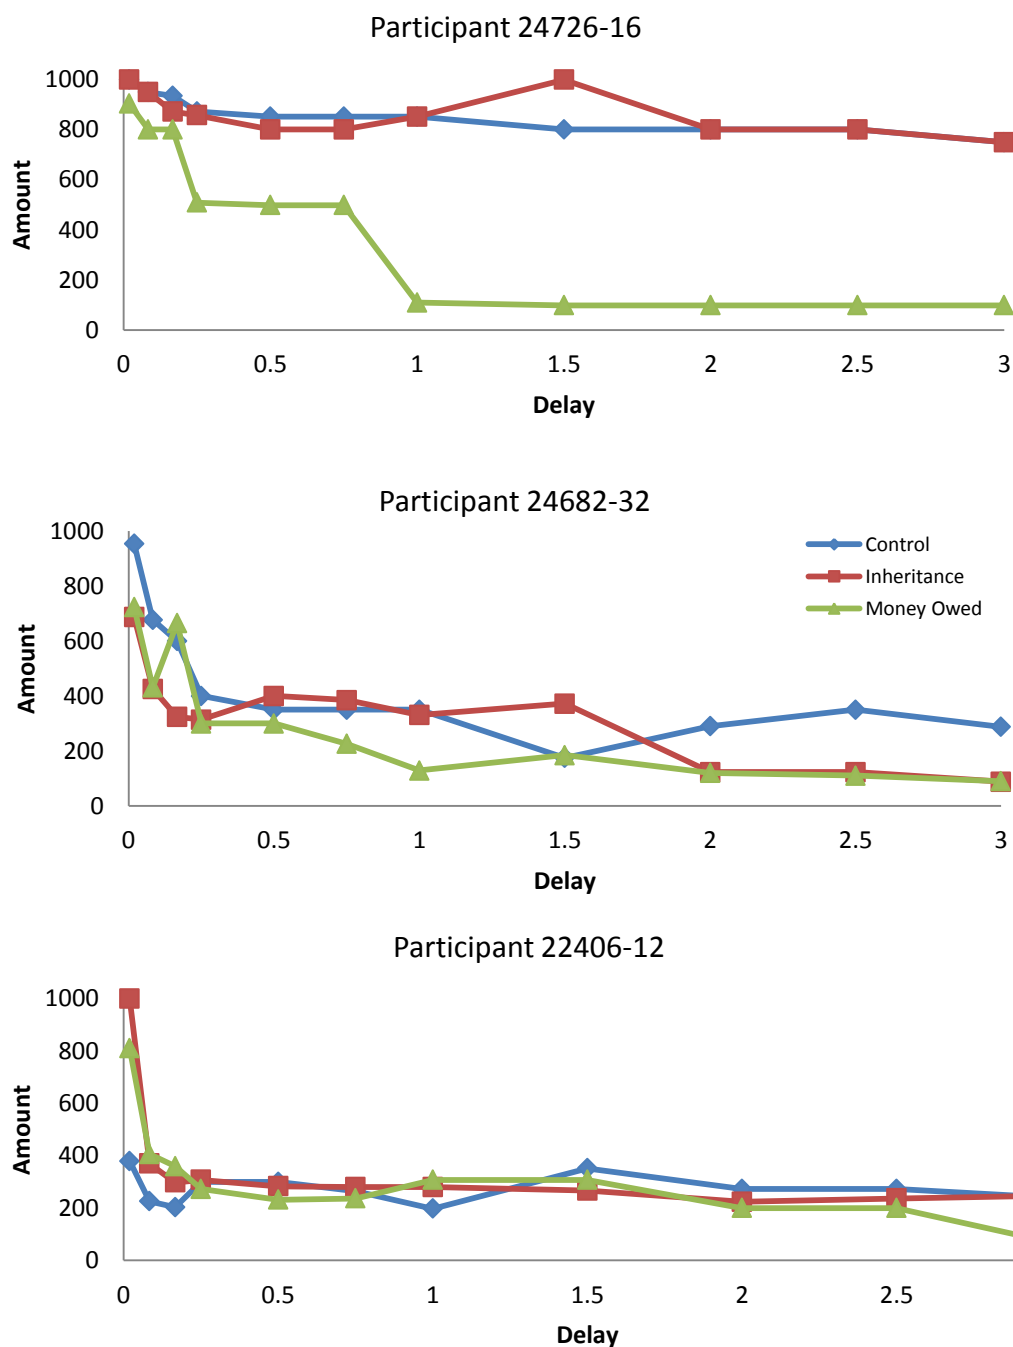 Participant 24726-16
1000
800
600
400
200
0
Amount
0 0.5 1 1.5 2 2.5 3
Delay
Participant 24682-32
1000
800
600
400
200
0
Amount
Control
Inheritance
Money Owed
0 0.5 1 1.5 2 2.5 3
Delay
Participant 22406-12
1000
800
600
400
200
0
Amount
0 0.5 1 1.5 2 2.5
Delay